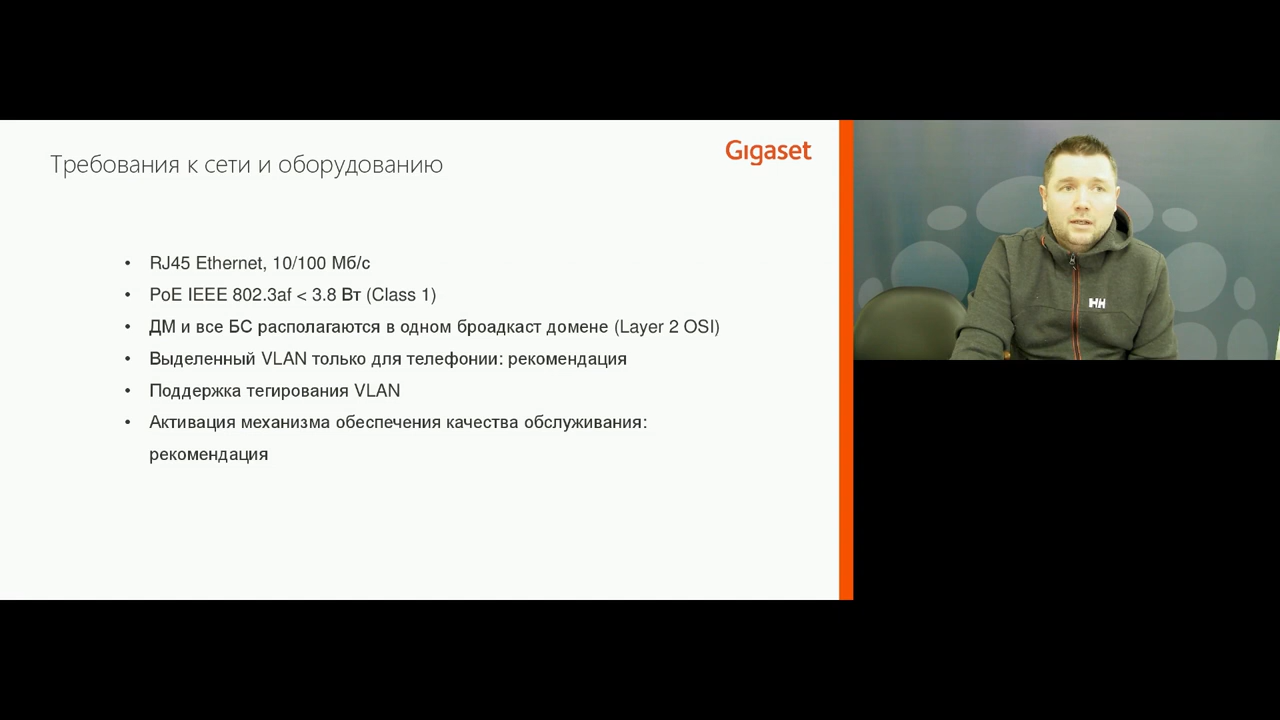 Требования к сети и оборудованию
Gigaset
• RJ45 Ethernet, 10/100 Мб/с
• PoE IEEE 802.3af < 3.8 Вт (Class 1)
• ДМ и все БС располагаются в одном броадкаст домене (Layer 2 OSI)
• Выделенный VLAN только для телефонии: рекомендация
• Поддержка тегирования VLAN
• Активация механизма обеспечения качества обслуживания:
рекомендация
HH